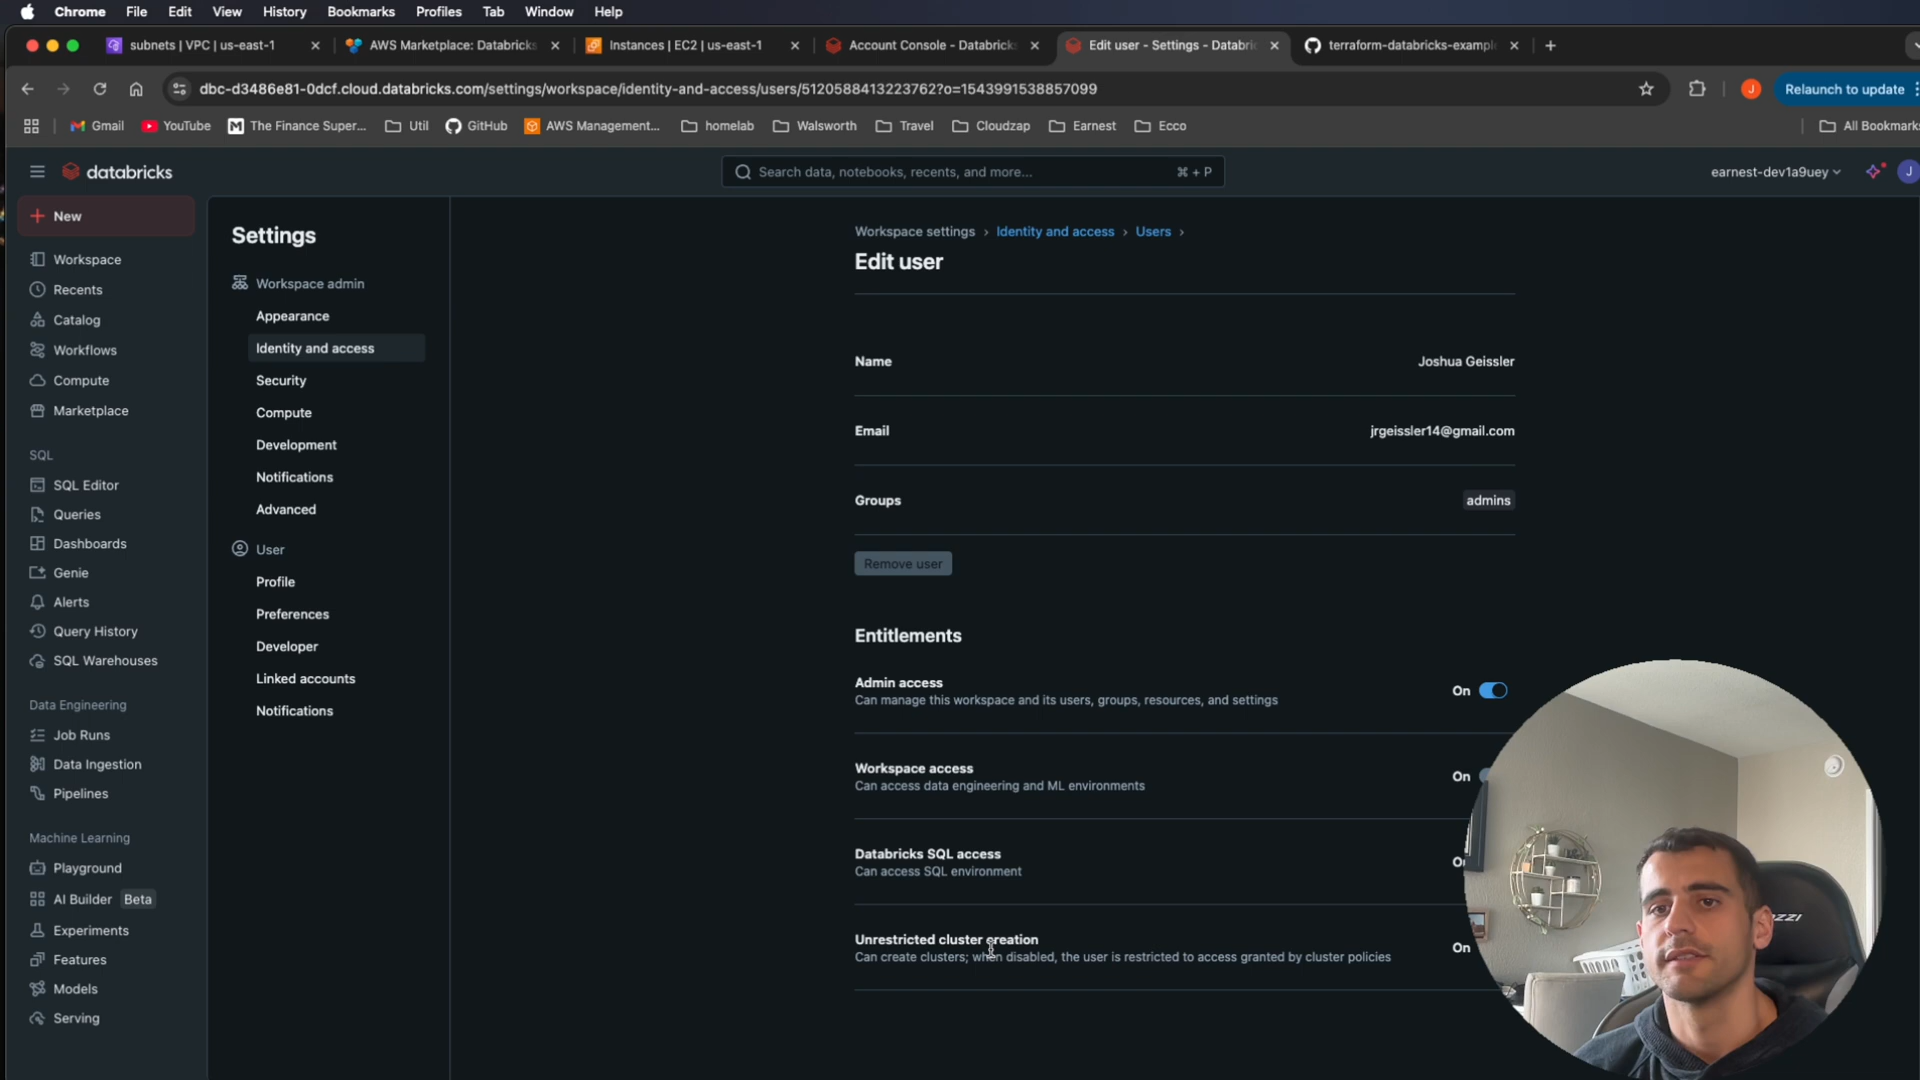 Chrome File Edit View History Bookmarks Profiles Tab Window Help
subnets | VPC | us-east-1
AWS Marketplace: Databricks
Instances | EC2 | us-east-1
Account Console - Databrick
Edit user - Settings - Databri
terraform-databricks-exampl
dbc-d3486e81-0dcf.cloud.databricks.com/settings/workspace/identity-and-access/users/512058841322376​2?o=1543991538857099
J
Relaunch to update
Gmail YouTube The Finance Super... Util GitHub AWS Management... homelab Walsworth Travel Cloudzap Earnest Ecco All Bookmarks
databricks
Search data, notebooks, recents, and more...
⌘ + P
earnest-dev1a9uey
J
New
Workspace
Recents
Catalog
Workflows
Compute
Marketplace
SQL
SQL Editor
Queries
Dashboards
Genie
Alerts
Query History
SQL Warehouses
Data Engineering
Job Runs
Data Ingestion
Pipelines
Machine Learning
Playground
AI Builder Beta
Experiments
Features
Models
Serving
Settings
Workspace admin
Appearance
Identity and access
Security
Compute
Development
Notifications
Advanced
User
Profile
Preferences
Developer
Linked accounts
Notifications
Workspace settings › Identity and access › Users ›
Edit user
Name Joshua Geissler
Email jrgeissler14@gmail.com
Groups admins
Remove user
Entitlements
Admin access
Can manage this workspace and its users, groups, resources, and settings
On
Workspace access
Can access data engineering and ML environments
On
Databricks SQL access
Can access SQL environment
Unrestricted cluster creation
Can create clusters; when disabled, the user is restricted to access granted by cluster policies
On